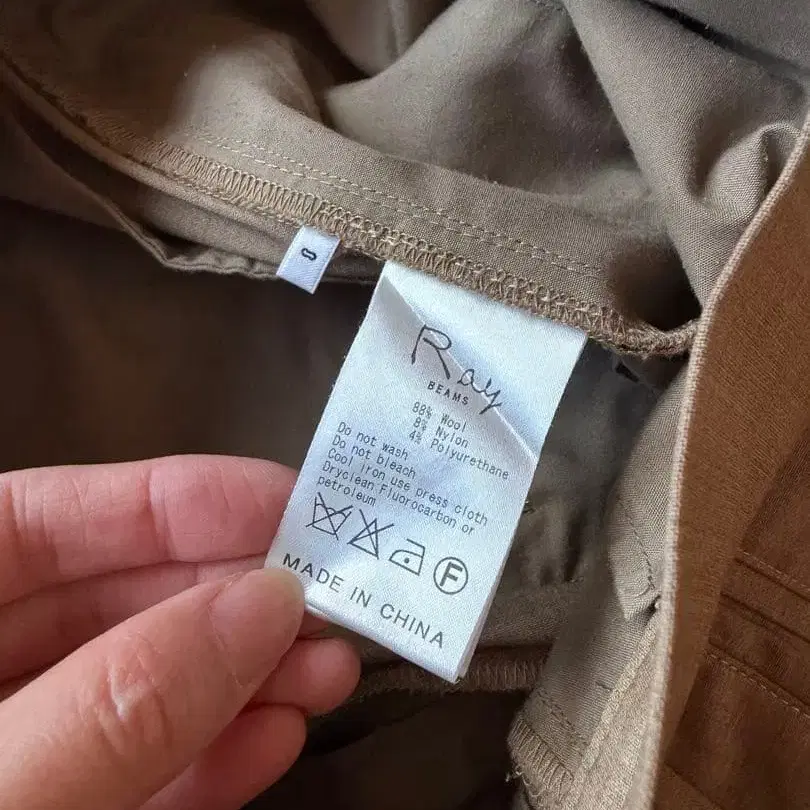 0
Ray
BEAMS
88% Wool
8% Nylon
4% Polyurethane
Do not wash
Do not bleach
Cool iron use press cloth
Dryclean Fluorocarbon or
petroleum
F
MADE IN CHINA